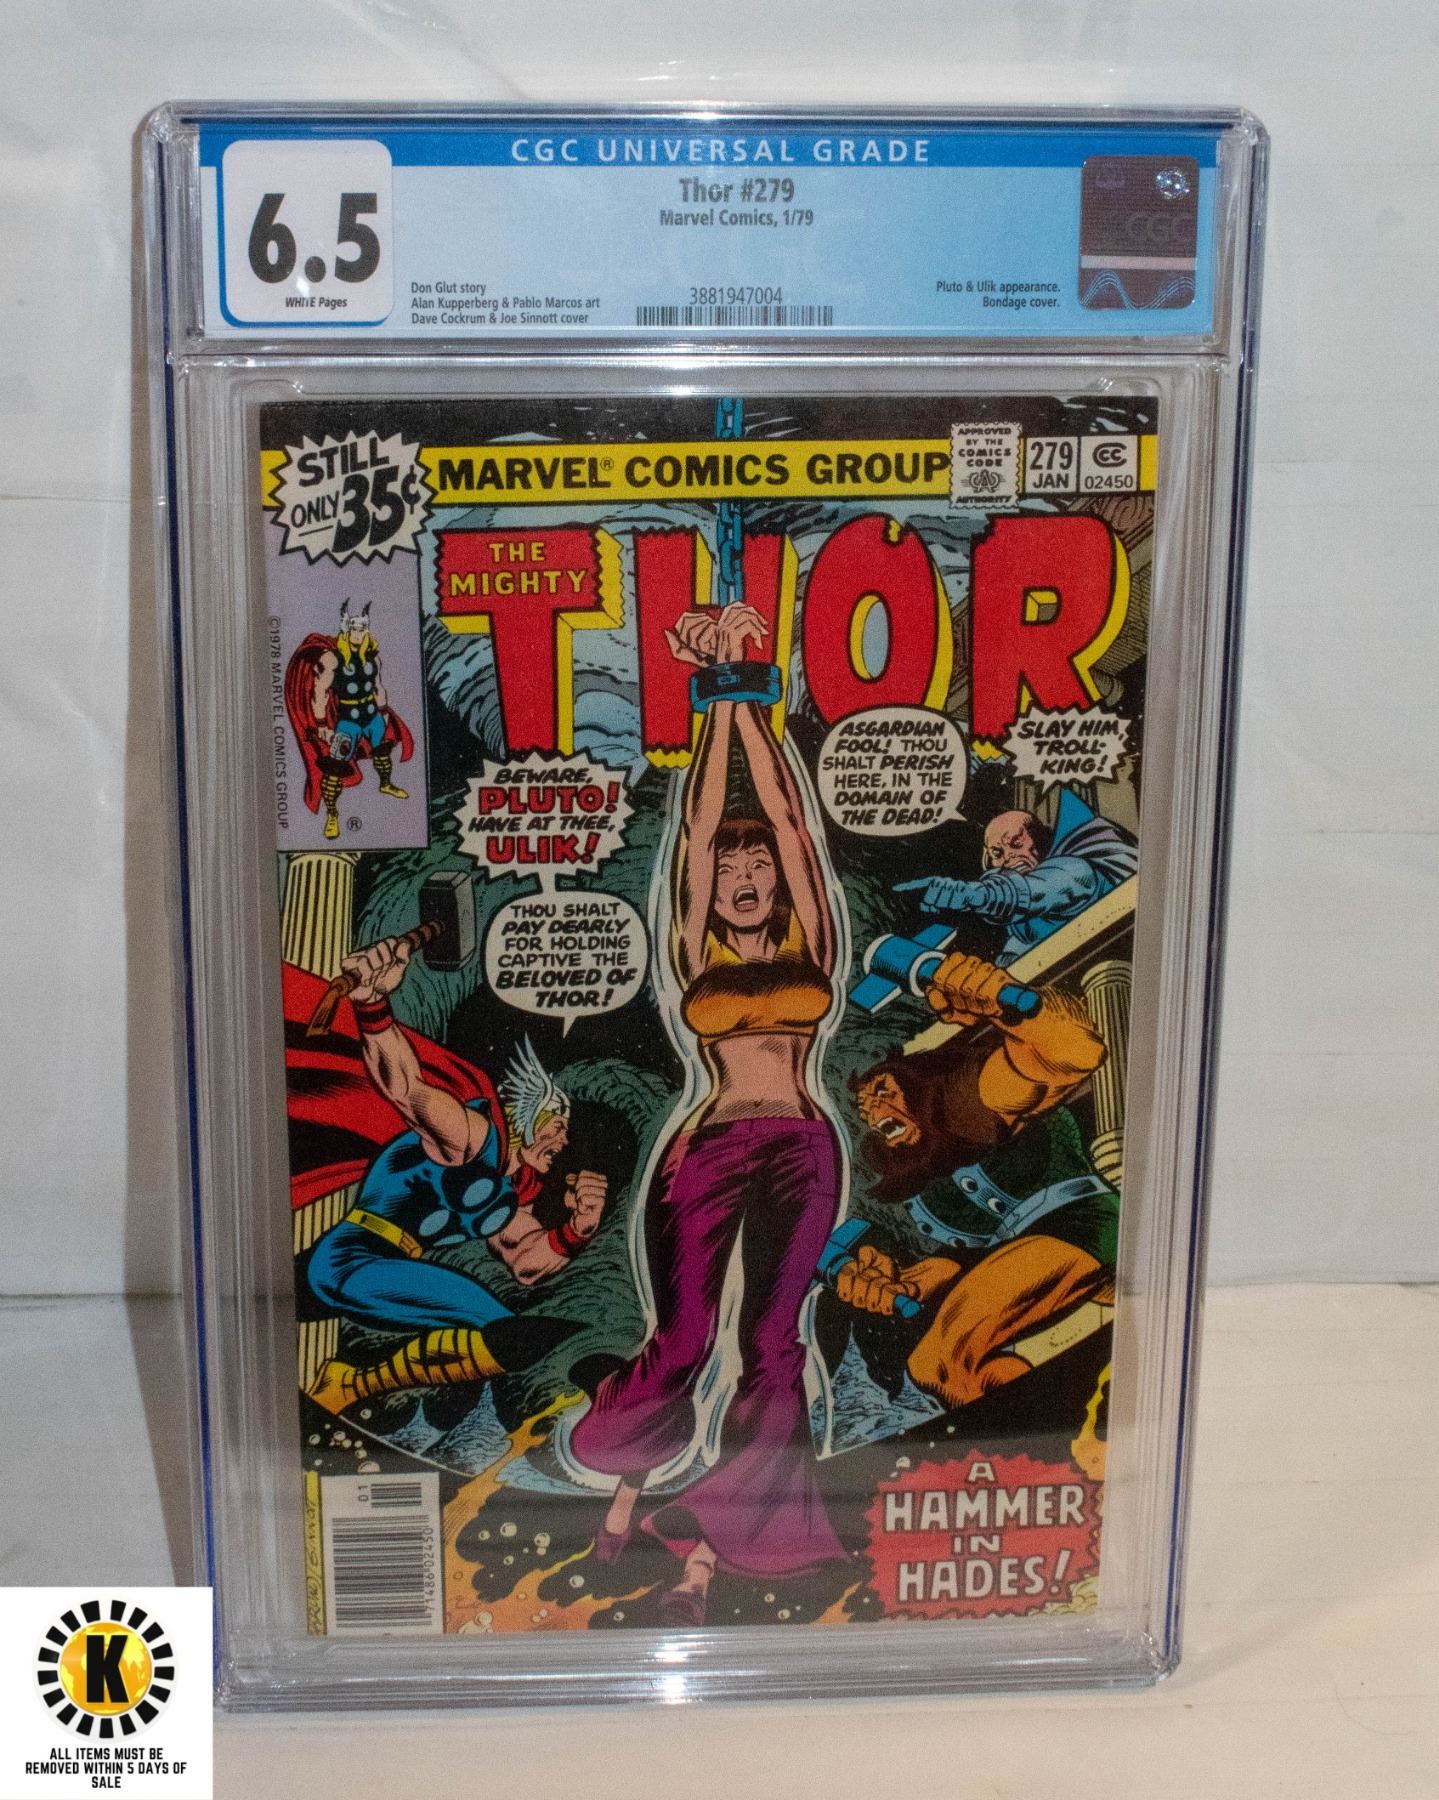 CGC UNIVERSAL GRADE
6.5
WHITE Pages
Thor #279
Marvel Comics, 1/79
Don Glut story
Alan Kupperberg & Pablo Marcos art
Dave Cockrum & Joe Sinnott cover
3881947004
Pluto & Ulik appearance.
Bondage cover.
CGC
STILL
ONLY 35¢
MARVEL® COMICS GROUP
APPROVED
BY THE
COMICS
CODE
AUTHORITY
279
JAN
CC
02450
THE
MIGHTY
THOR
©1978 MARVEL COMICS GROUP
®
BEWARE,
PLUTO!
HAVE AT THEE,
ULIK!
THOU SHALT
PAY DEARLY
FOR HOLDING
CAPTIVE THE
BELOVED OF
THOR!
ASGARDIAN
FOOL! THOU
SHALT PERISH
HERE, IN THE
DOMAIN OF
THE DEAD!
SLAY HIM,
TROLL-
KING!
A
HAMMER
IN
HADES!
01
71486 02450
K
ALL ITEMS MUST BE
REMOVED WITHIN 5 DAYS OF
SALE